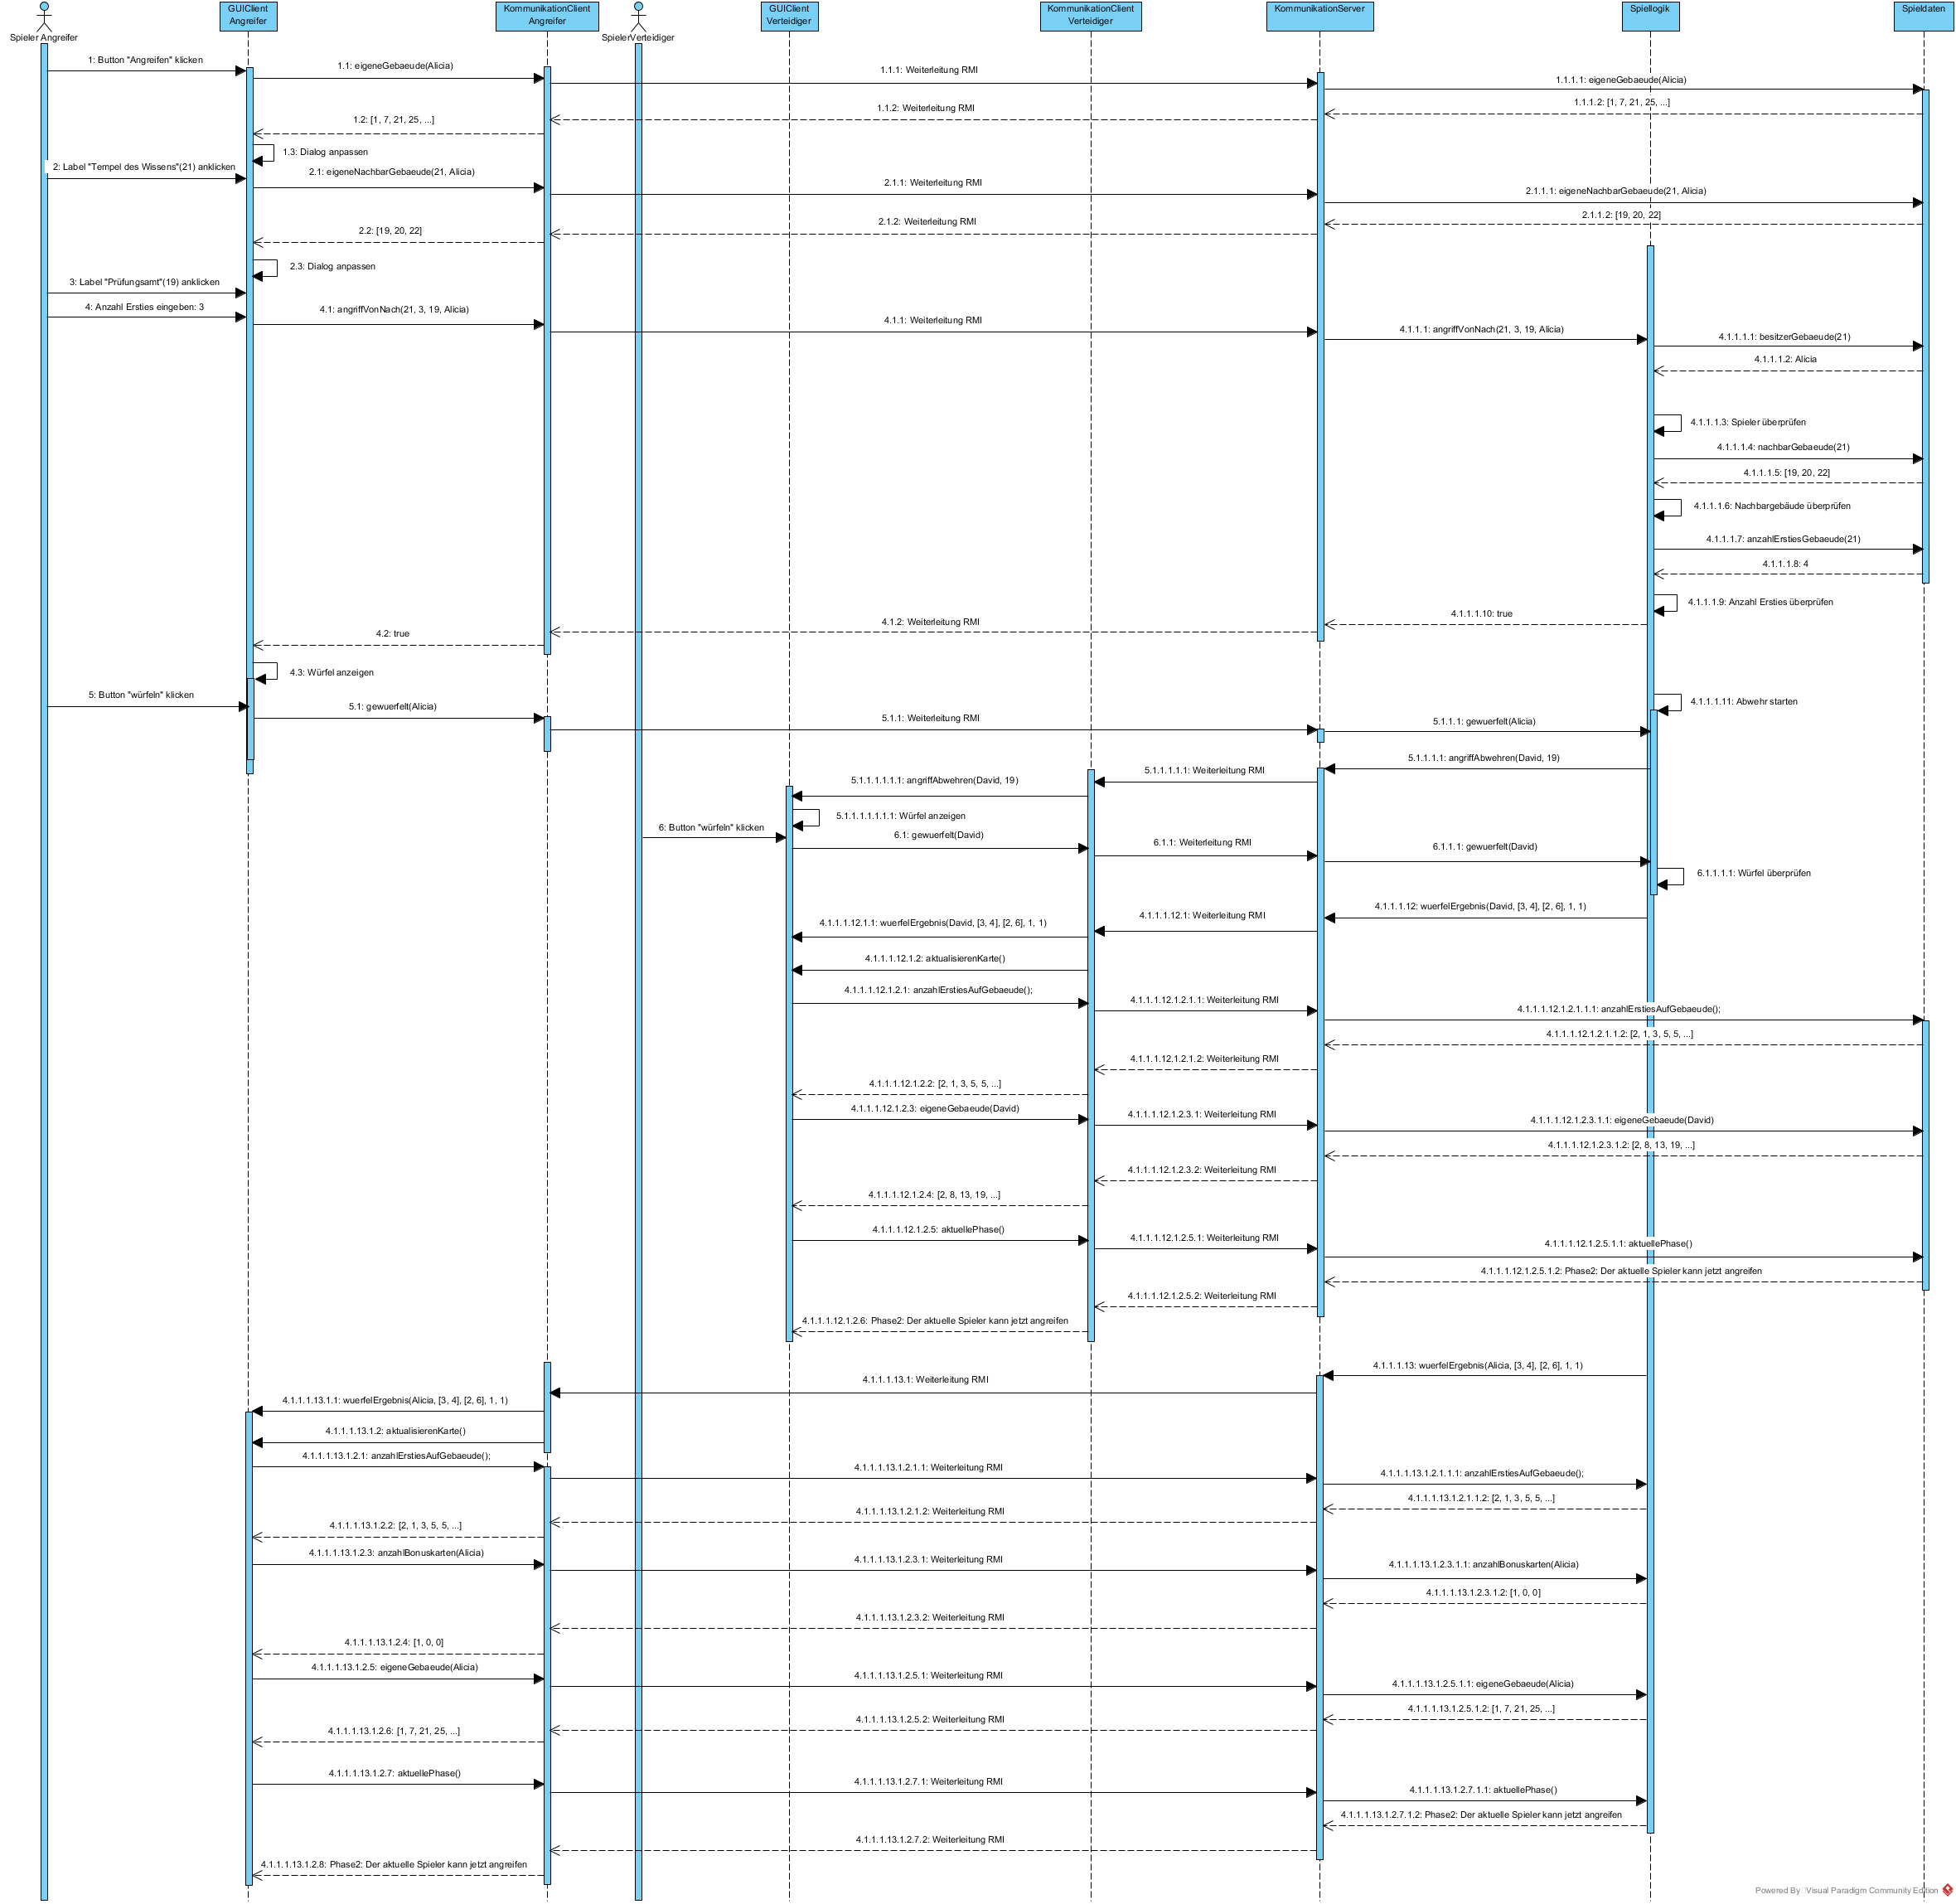 Spieler Angreifer
GUIClient
Angreifer
KommunikationClient
Angreifer
SpielerVerteidiger
GUIClient
Verteidiger
KommunikationClient
Verteidiger
KommunikationServer
Spiellogik
Spieldaten
1: Button "Angreifen" klicken
1.1: eigeneGebaeude(Alicia)
1.1.1: Weiterleitung RMI
1.1.1.1: eigeneGebaeude(Alicia)
1.1.1.2: [1, 7, 21, 25, ...]
1.1.2: Weiterleitung RMI
1.2: [1, 7, 21, 25, ...]
1.3: Dialog anpassen
2: Label "Tempel des Wissens"(21) anklicken
2.1: eigeneNachbarGebaeude(21, Alicia)
2.1.1: Weiterleitung RMI
2.1.1.1: eigeneNachbarGebaeude(21, Alicia)
2.1.1.2: [19, 20, 22]
2.1.2: Weiterleitung RMI
2.2: [19, 20, 22]
2.3: Dialog anpassen
3: Label "Prüfungsamt"(19) anklicken
4: Anzahl Ersties eingeben: 3
4.1: angriffVonNach(21, 3, 19, Alicia)
4.1.1: Weiterleitung RMI
4.1.1.1: angriffVonNach(21, 3, 19, Alicia)
4.1.1.1.1: besitzerGebaeude(21)
4.1.1.1.2: Alicia
4.1.1.1.3: Spieler überprüfen
4.1.1.1.4: nachbarGebaeude(21)
4.1.1.1.5: [19, 20, 22]
4.1.1.1.6: Nachbargebäude überprüfen
4.1.1.1.7: anzahlErstiesGebaeude(21)
4.1.1.1.8: 4
4.1.1.1.9: Anzahl Ersties überprüfen
4.1.1.1.10: true
4.1.2: Weiterleitung RMI
4.2: true
4.3: Würfel anzeigen
5: Button "würfeln" klicken
4.1.1.1.11: Abwehr starten
5.1: gewuerfelt(Alicia)
5.1.1: Weiterleitung RMI
5.1.1.1: gewuerfelt(Alicia)
5.1.1.1.1: angriffAbwehren(David, 19)
5.1.1.1.1.1: Weiterleitung RMI
5.1.1.1.1.1.1: angriffAbwehren(David, 19)
5.1.1.1.1.1.1.1: Würfel anzeigen
6: Button "würfeln" klicken
6.1: gewuerfelt(David)
6.1.1: Weiterleitung RMI
6.1.1.1: gewuerfelt(David)
6.1.1.1.1: Würfel überprüfen
4.1.1.1.12: wuerfelErgebnis(David, [3, 4], [2, 6], 1, 1)
4.1.1.1.12.1: Weiterleitung RMI
4.1.1.1.12.1.1: wuerfelErgebnis(David, [3, 4], [2, 6], 1, 1)
4.1.1.1.12.1.2: aktualisierenKarte()
4.1.1.1.12.1.2.1: anzahlErstiesAufGebaeude();
4.1.1.1.12.1.2.1.1: Weiterleitung RMI
4.1.1.1.12.1.2.1.1.1: anzahlErstiesAufGebaeude();
4.1.1.1.12.1.2.1.1.2: [2, 1, 3, 5, 5, ...]
4.1.1.1.12.1.2.1.2: Weiterleitung RMI
4.1.1.1.12.1.2.2: [2, 1, 3, 5, 5, ...]
4.1.1.1.12.1.2.3: eigeneGebaeude(David)
4.1.1.1.12.1.2.3.1: Weiterleitung RMI
4.1.1.1.12.1.2.3.1.1: eigeneGebaeude(David)
4.1.1.1.12.1.2.3.1.2: [2, 8, 13, 19, ...]
4.1.1.1.12.1.2.3.2: Weiterleitung RMI
4.1.1.1.12.1.2.4: [2, 8, 13, 19, ...]
4.1.1.1.12.1.2.5: aktuellePhase()
4.1.1.1.12.1.2.5.1: Weiterleitung RMI
4.1.1.1.12.1.2.5.1.1: aktuellePhase()
4.1.1.1.12.1.2.5.1.2: Phase2: Der aktuelle Spieler kann jetzt angreifen
4.1.1.1.12.1.2.5.2: Weiterleitung RMI
4.1.1.1.12.1.2.6: Phase2: Der aktuelle Spieler kann jetzt angreifen
4.1.1.1.13: wuerfelErgebnis(Alicia, [3, 4], [2, 6], 1, 1)
4.1.1.1.13.1: Weiterleitung RMI
4.1.1.1.13.1.1: wuerfelErgebnis(Alicia, [3, 4], [2, 6], 1, 1)
4.1.1.1.13.1.2: aktualisierenKarte()
4.1.1.1.13.1.2.1: anzahlErstiesAufGebaeude();
4.1.1.1.13.1.2.1.1: Weiterleitung RMI
4.1.1.1.13.1.2.1.1.1: anzahlErstiesAufGebaeude();
4.1.1.1.13.1.2.1.1.2: [2, 1, 3, 5, 5, ...]
4.1.1.1.13.1.2.1.2: Weiterleitung RMI
4.1.1.1.13.1.2.2: [2, 1, 3, 5, 5, ...]
4.1.1.1.13.1.2.3: anzahlBonuskarten(Alicia)
4.1.1.1.13.1.2.3.1: Weiterleitung RMI
4.1.1.1.13.1.2.3.1.1: anzahlBonuskarten(Alicia)
4.1.1.1.13.1.2.3.1.2: [1, 0, 0]
4.1.1.1.13.1.2.3.2: Weiterleitung RMI
4.1.1.1.13.1.2.4: [1, 0, 0]
4.1.1.1.13.1.2.5: eigeneGebaeude(Alicia)
4.1.1.1.13.1.2.5.1: Weiterleitung RMI
4.1.1.1.13.1.2.5.1.1: eigeneGebaeude(Alicia)
4.1.1.1.13.1.2.5.1.2: [1, 7, 21, 25, ...]
4.1.1.1.13.1.2.5.2: Weiterleitung RMI
4.1.1.1.13.1.2.6: [1, 7, 21, 25, ...]
4.1.1.1.13.1.2.7: aktuellePhase()
4.1.1.1.13.1.2.7.1: Weiterleitung RMI
4.1.1.1.13.1.2.7.1.1: aktuellePhase()
4.1.1.1.13.1.2.7.1.2: Phase2: Der aktuelle Spieler kann jetzt angreifen
4.1.1.1.13.1.2.7.2: Weiterleitung RMI
4.1.1.1.13.1.2.8: Phase2: Der aktuelle Spieler kann jetzt angreifen
Powered By Visual Paradigm Community Edition